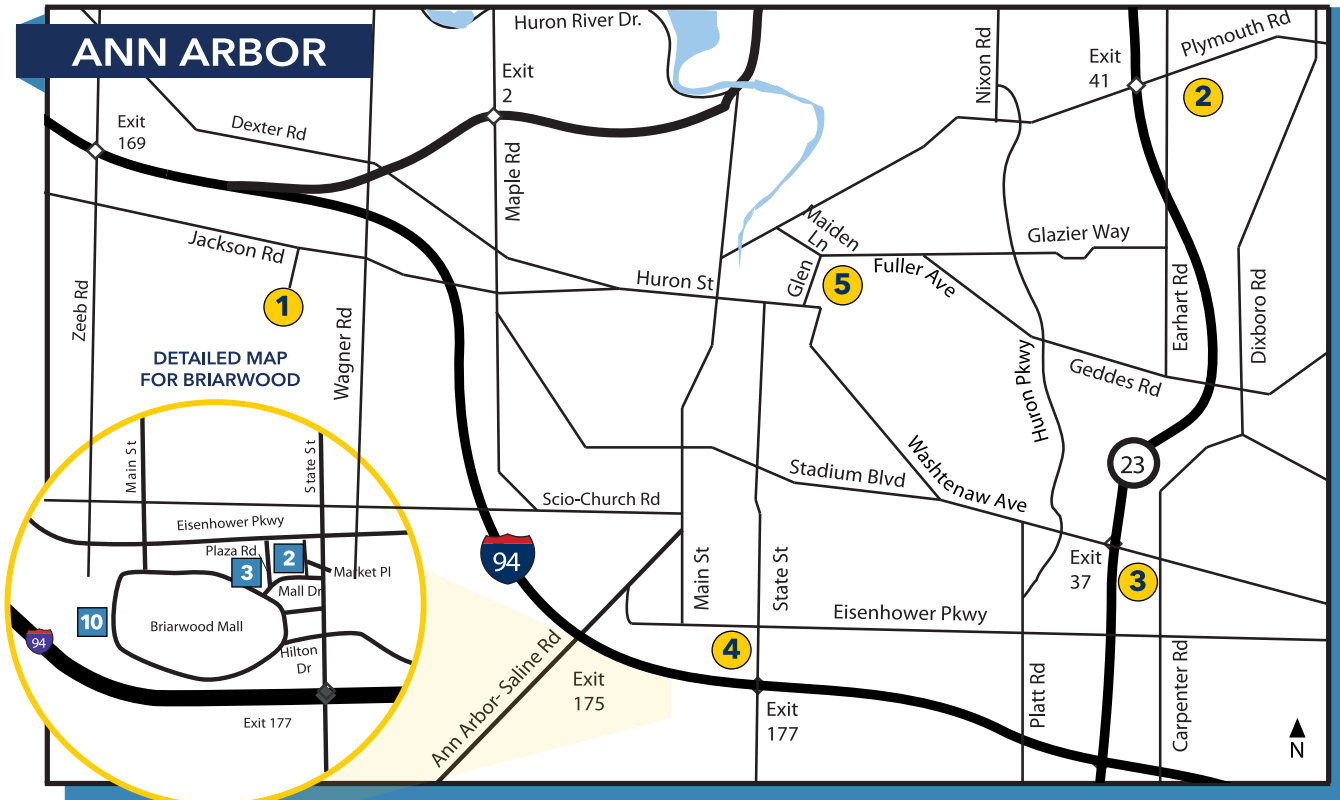 ANN ARBOR
Huron River Dr.
Exit
2
Exit
41
Plymouth Rd
Nixon Rd
2
Exit
169
Dexter Rd
Maple Rd
Maiden
Ln
Glazier Way
Jackson Rd
Huron St
Glen
5
Fuller Ave
Earhart Rd
Dixboro Rd
1
Zeeb Rd
Wagner Rd
DETAILED MAP
FOR BRIARWOOD
Huron Pkwy
Geddes Rd
Main St
State St
Stadium Blvd
Washtenaw Ave
23
Scio-Church Rd
Eisenhower Pkwy
Plaza Rd
3
2
Market Pl
Mall Dr
10
Briarwood Mall
94
Hilton
Dr
Exit 177
94
Main St
State St
Exit
37
3
Eisenhower Pkwy
4
Ann Arbor- Saline Rd
Exit
175
Exit
177
Platt Rd
Carpenter Rd
N